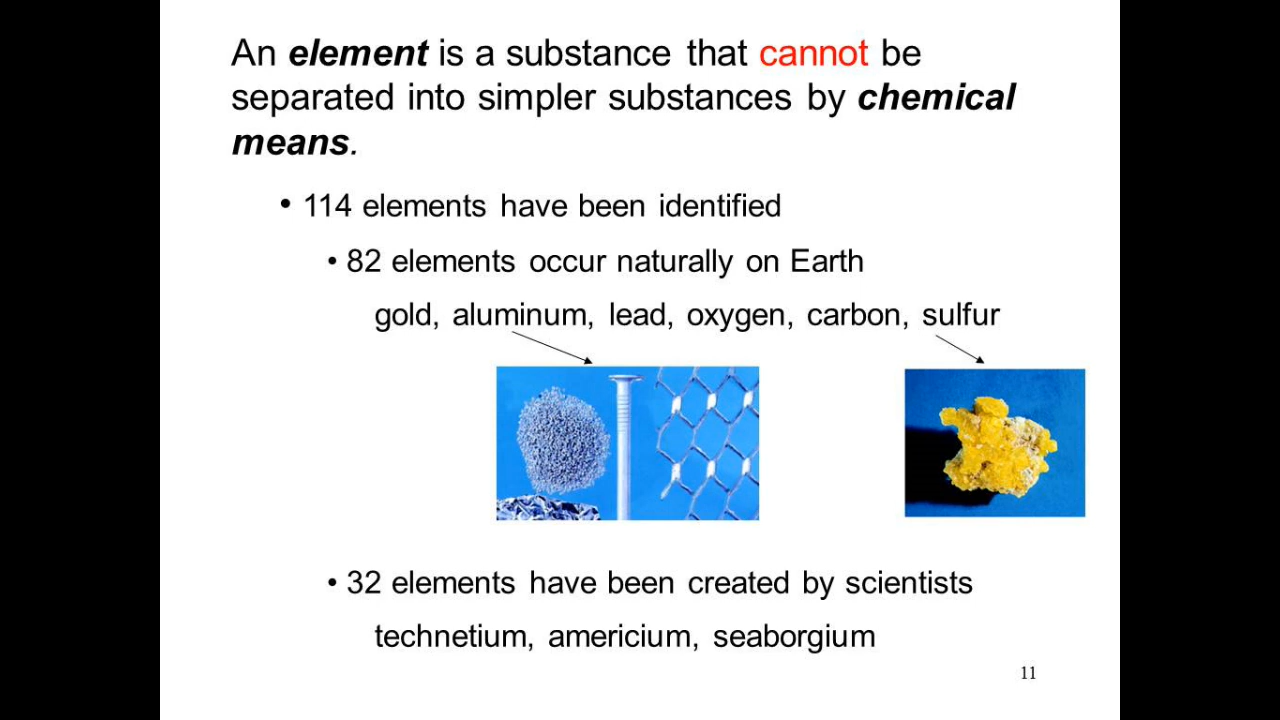 An element is a substance that cannot be
separated into simpler substances by chemical
means.
• 114 elements have been identified
• 82 elements occur naturally on Earth
gold, aluminum, lead, oxygen, carbon, sulfur
• 32 elements have been created by scientists
technetium, americium, seaborgium
11